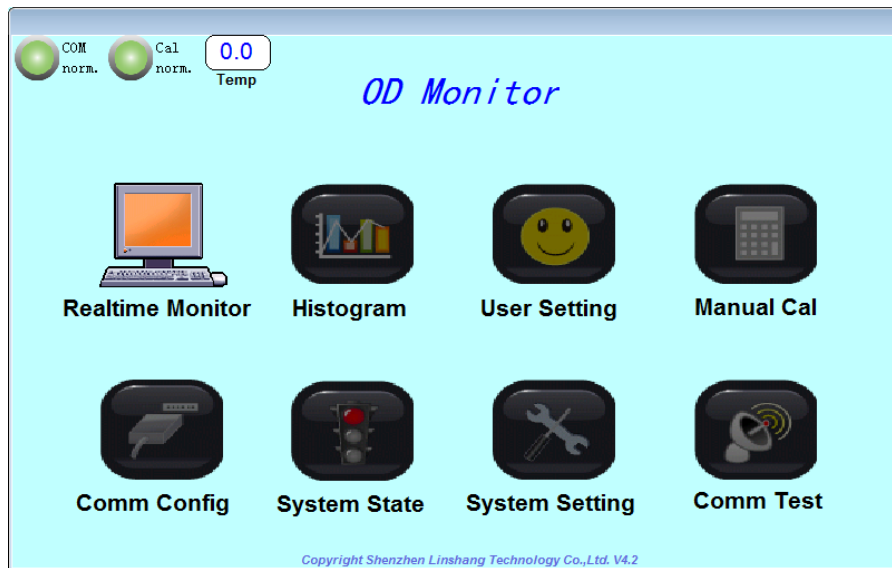 COM
norm.
Cal
norm.
0.0
Temp
OD Monitor
Realtime Monitor
Histogram
User Setting
Manual Cal
Comm Config
System State
System Setting
Comm Test
Copyright Shenzhen Linshang Technology Co.,Ltd. V4.2